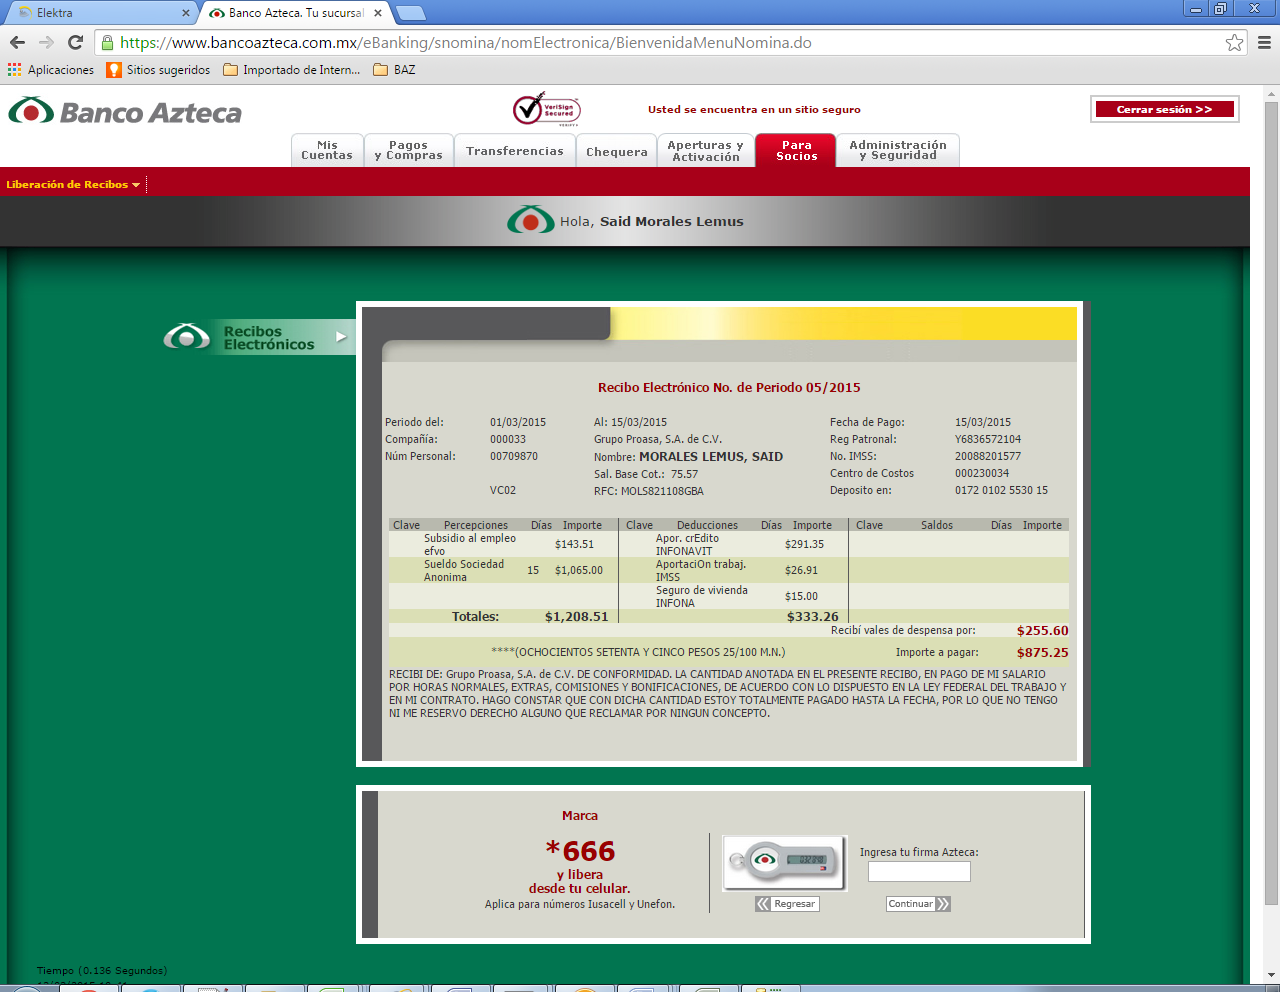 Elektra
Banco Azteca. Tu sucursal
https://www.bancoazteca.com.mx/eBanking/snomina/nomElectronica/BienvenidaMenuNomina.do
Aplicaciones Sitios sugeridos Importado de Intern... BAZ
Banco Azteca
VeriSign
Secured
Usted se encuentra en un sitio seguro
Cerrar sesión >>
Mis Cuentas
Pagos y Compras
Transferencias
Chequera
Aperturas y Activación
Para Socios
Administración y Seguridad
Liberación de Recibos
Hola, Said Morales Lemus
Recibos
Electrónicos
Recibo Electrónico No. de Periodo 05/2015
Periodo del: 01/03/2015 Al: 15/03/2015 Fecha de Pago: 15/03/2015
Compañía: 000033 Grupo Proasa, S.A. de C.V. Reg Patronal: Y6836572104
Núm Personal: 00709870 Nombre: MORALES LEMUS, SAID No. IMSS: 20088201577
Sal. Base Cot.: 75.57 Centro de Costos 000230034
VC02 RFC: MOLS821108GBA Deposito en: 0172 0102 5530 15
Clave Percepciones Días Importe Clave Deducciones Días Importe Clave Saldos Días Importe
Subsidio al empleo efvo $143.51 Apor. crEdito INFONAVIT $291.35
Sueldo Sociedad Anonima 15 $1,065.00 AportaciOn trabaj. IMSS $26.91
Seguro de vivienda INFONA $15.00
Totales: $1,208.51 $333.26
Recibí vales de despensa por: $255.60
****(OCHOCIENTOS SETENTA Y CINCO PESOS 25/100 M.N.) Importe a pagar: $875.25
RECIBI DE: Grupo Proasa, S.A. de C.V. DE CONFORMIDAD. LA CANTIDAD ANOTADA EN EL PRESENTE RECIBO, EN PAGO DE MI SALARIO
POR HORAS NORMALES, EXTRAS, COMISIONES Y BONIFICACIONES, DE ACUERDO CON LO DISPUESTO EN LA LEY FEDERAL DEL TRABAJO Y
EN MI CONTRATO. HAGO CONSTAR QUE CON DICHA CANTIDAD ESTOY TOTALMENTE PAGADO HASTA LA FECHA, POR LO QUE NO TENGO
NI ME RESERVO DERECHO ALGUNO QUE RECLAMAR POR NINGUN CONCEPTO.
Marca
*666
y libera
desde tu celular.
Aplica para números Iusacell y Unefon.
Ingresa tu firma Azteca:
Regresar
Continuar
Tiempo (0.136 Segundos)